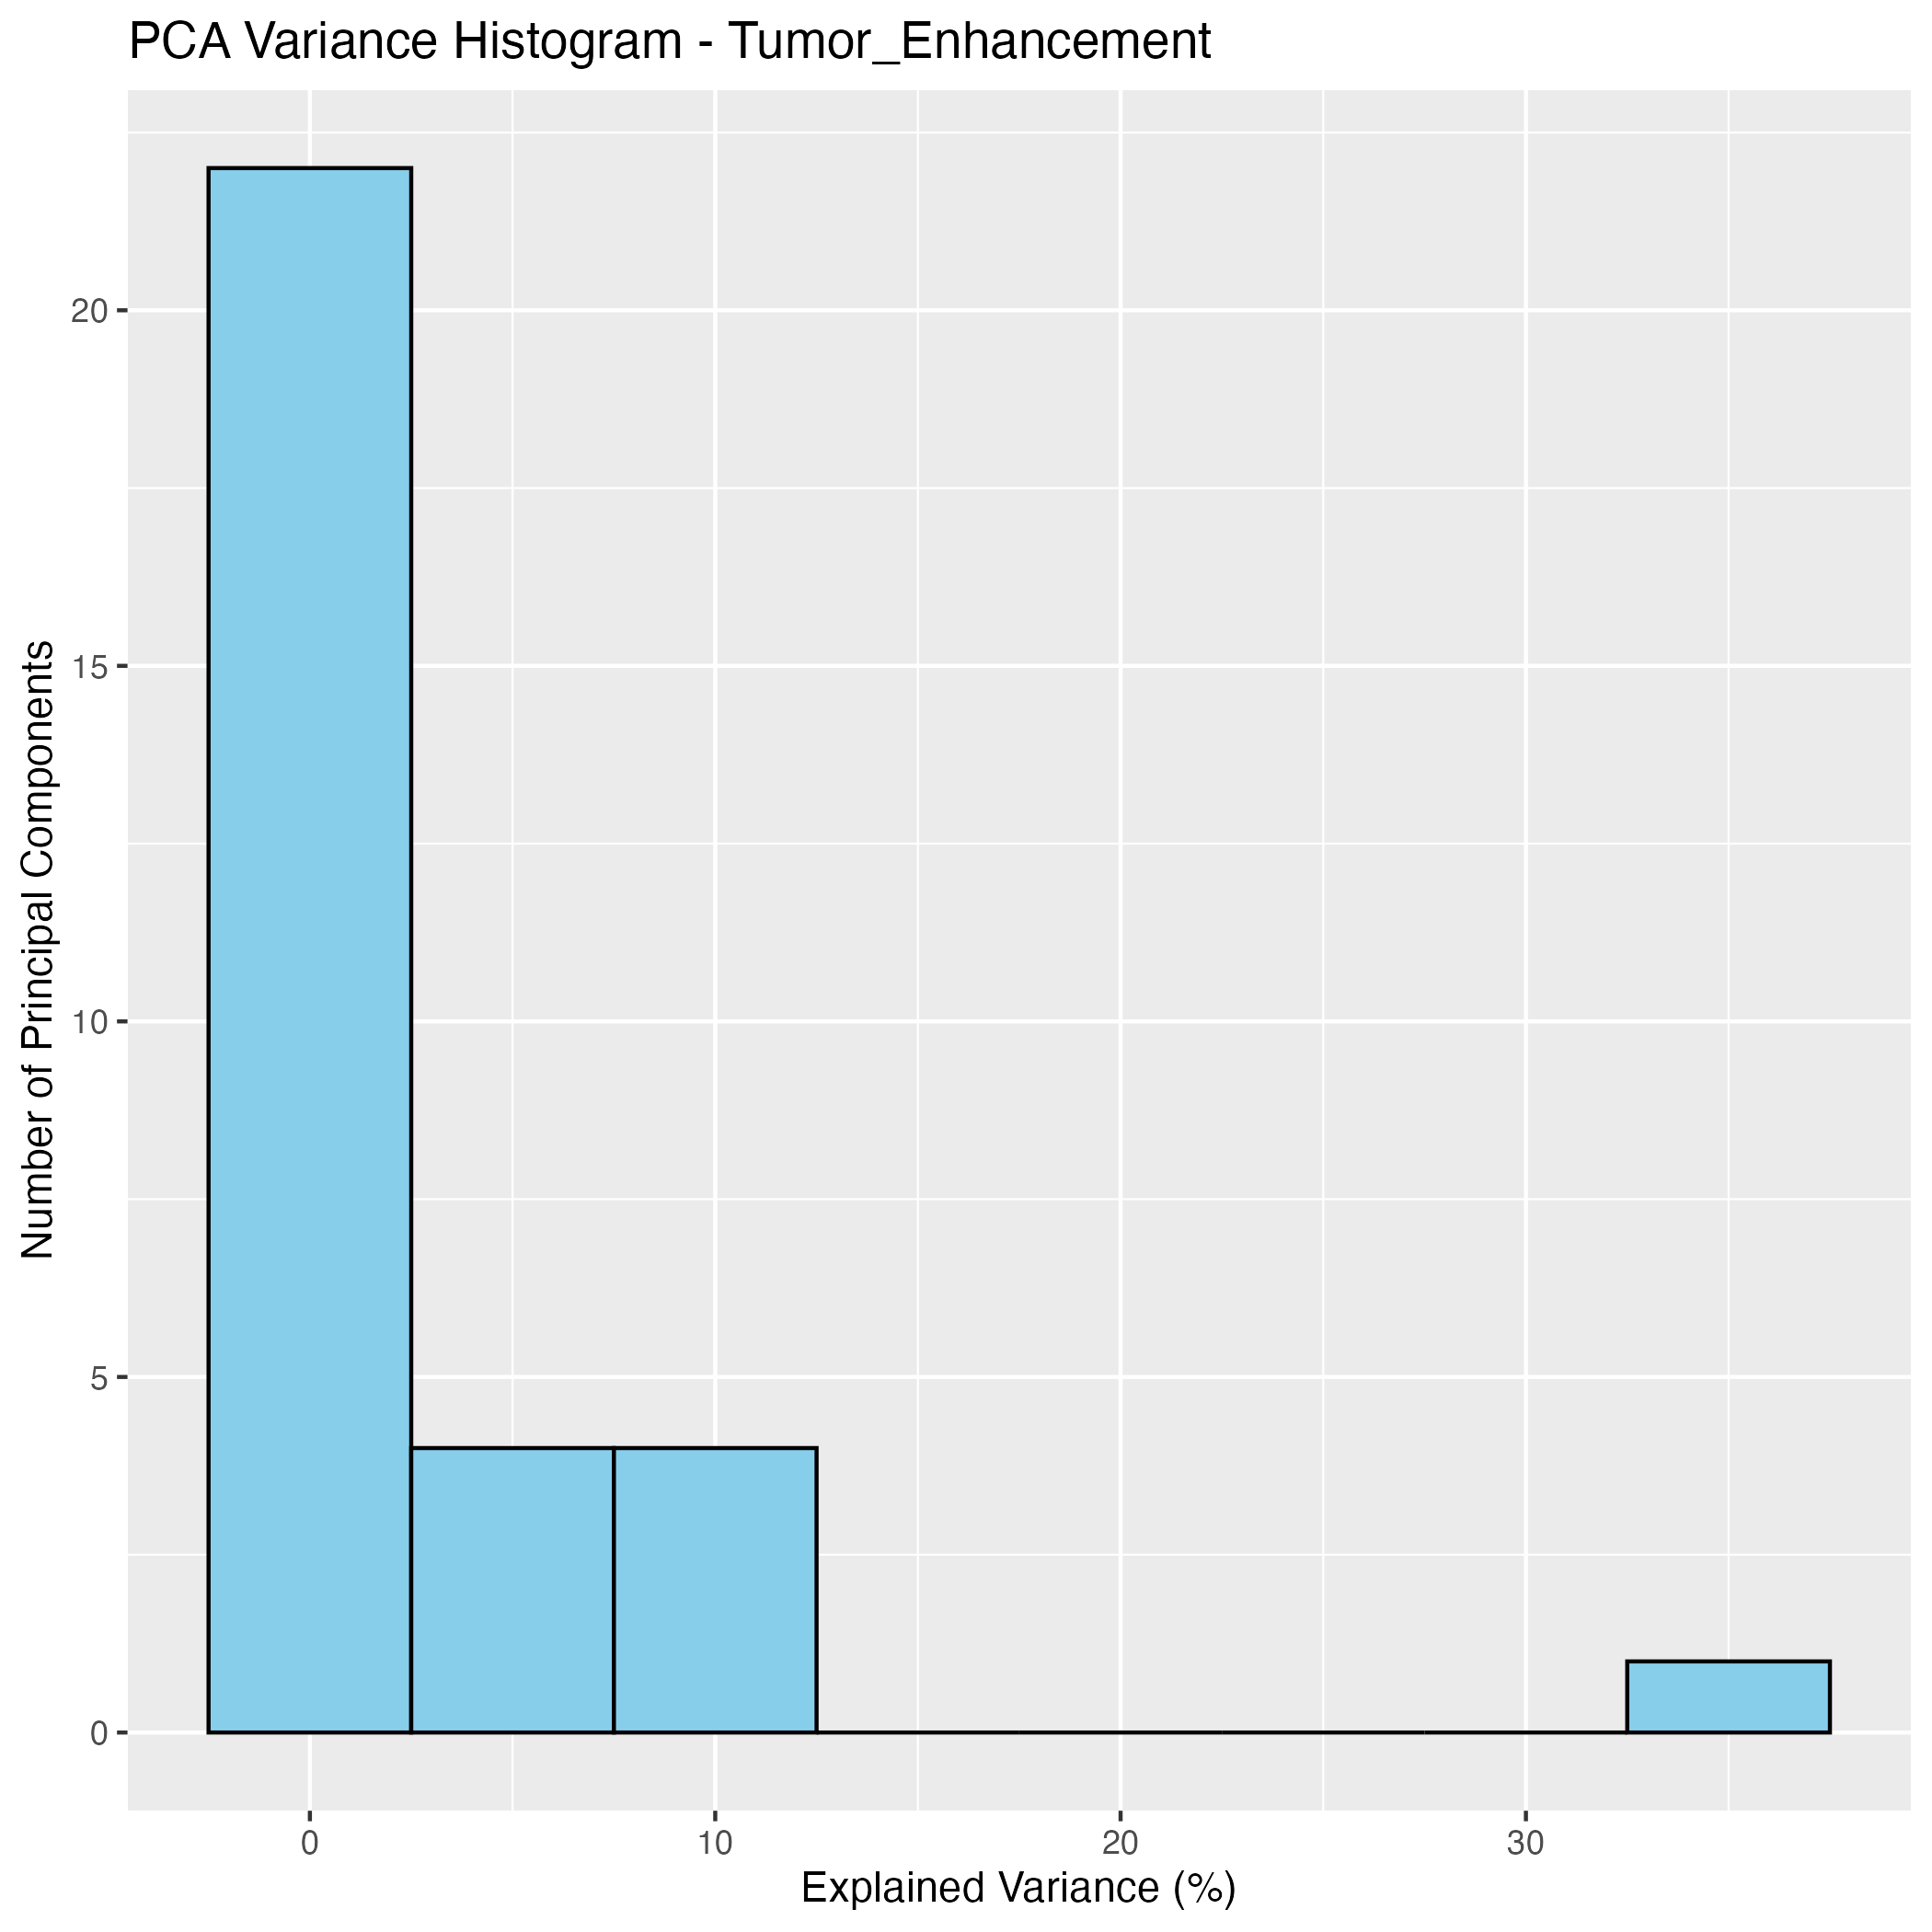 PCA Variance Histogram - Tumor_Enhancement
Number of Principal Components
20
15
10
5
0
0 10 20 30
Explained Variance (%)